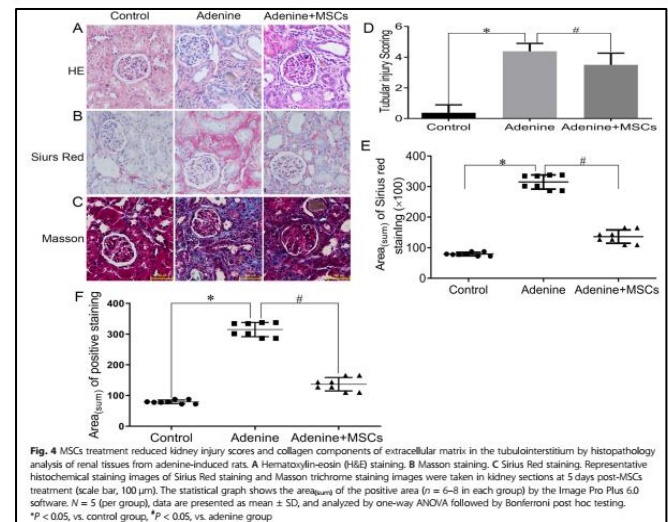 Control Adenine Adenine+MSCs
A
HE
B
Siurs Red
C
Masson
D
Tubular injury Scoring
6
4
2
0
* #
Control Adenine Adenine+MSCs
E
Area(sum) of Sirius red
staining (×100)
400
300
200
100
0
* #
Control Adenine Adenine+MSCs
F
Area(sum) of positive staining
400
300
200
100
0
* #
Control Adenine Adenine+MSCs
Fig. 4 MSCs treatment reduced kidney injury scores and collagen components of extracellular matrix in the tubulointerstitium by histopathology
analysis of renal tissues from adenine-induced rats. A Hematoxylin-eosin (H&E) staining. B Masson staining. C Sirius Red staining. Representative
histochemical staining images of Sirius Red staining and Masson trichrome staining images were taken in kidney sections at 5 days post-MSCs
treatment (scale bar, 100 μm). The statistical graph shows the area(sum) of the positive area (n = 6–8 in each group) by the Image Pro Plus 6.0
software. N = 5 (per group), data are presented as mean ± SD, and analyzed by one-way ANOVA followed by Bonferroni post hoc testing.
*P < 0.05, vs. control group, #P < 0.05, vs. adenine group